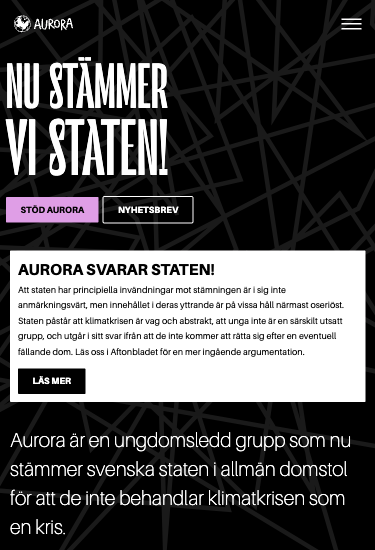 AURORA
NU STÄMMER
VI STATEN!
STÖD AURORA
NYHETSBREV
AURORA SVARAR STATEN!
Att staten har principiella invändningar mot stämningen är i sig inte
anmärkningsvärt, men innehållet i deras yttrande är på vissa håll närmast oseriöst.
Staten påstår att klimatkrisen är vag och abstrakt, att unga inte är en särskilt utsatt
grupp, och utgår i sitt svar ifrån att de inte kommer att rätta sig efter en eventuell
fällande dom. Läs oss i Aftonbladet för en mer ingående argumentation.
LÄS MER
Aurora är en ungdomsledd grupp som nu
stämmer svenska staten i allmän domstol
för att de inte behandlar klimatkrisen som
en kris.